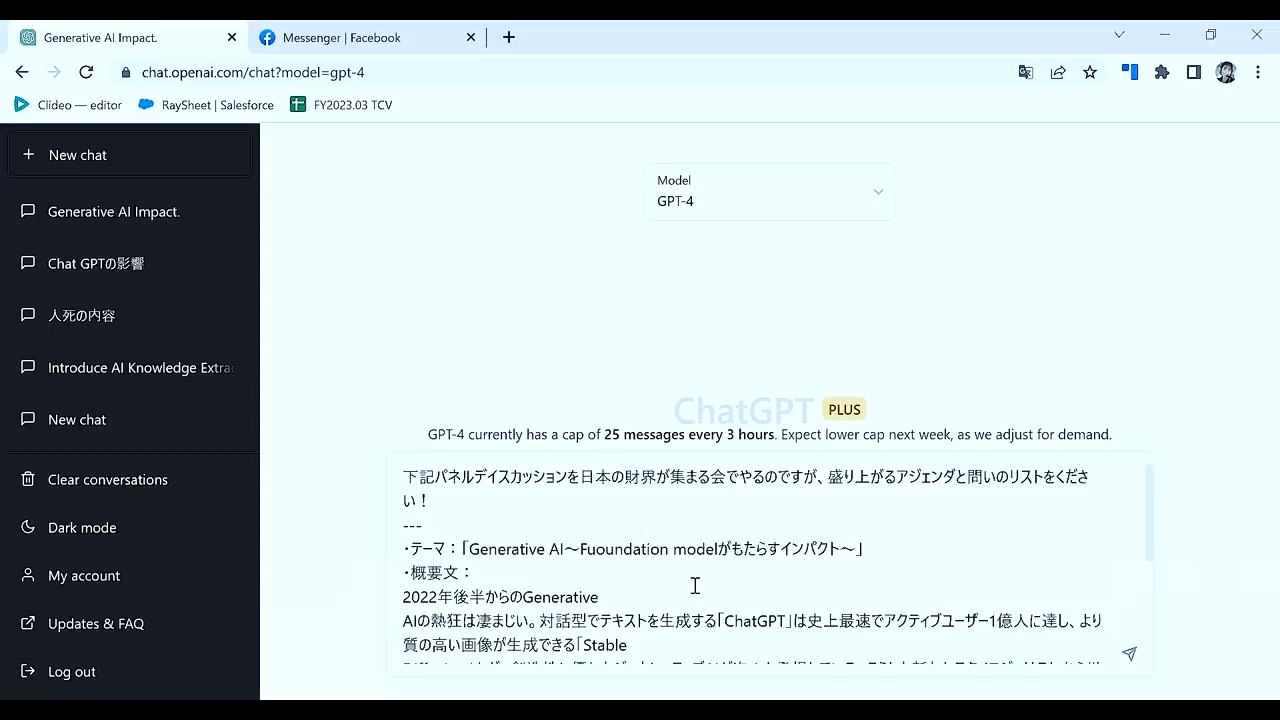 Generative AI Impact.
Messenger | Facebook
chat.openai.com/chat?model=gpt-4
Clideo — editor
RaySheet | Salesforce
FY2023.03 TCV
New chat
Generative AI Impact.
Chat GPTの影響
人死の内容
Introduce AI Knowledge Extrac
New chat
Clear conversations
Dark mode
My account
Updates & FAQ
Log out
Model
GPT-4
ChatGPT PLUS
GPT-4 currently has a cap of 25 messages every 3 hours. Expect lower cap next week, as we adjust for demand.
下記パネルデイスカッションを日本の財界が集まる会でやるのですが、盛り上がるアジェンダと問いのリストをくださ
い！
---
・テーマ：「Generative AI～Fuoundation modelがもたらすインパクト～」
・概要文：
2022年後半からのGenerative
AIの熱狂は凄まじい。対話型でテキストを生成する「ChatGPT」は史上最速でアクティブユーザー1億人に達し、より
質の高い画像が生成できる「Stable